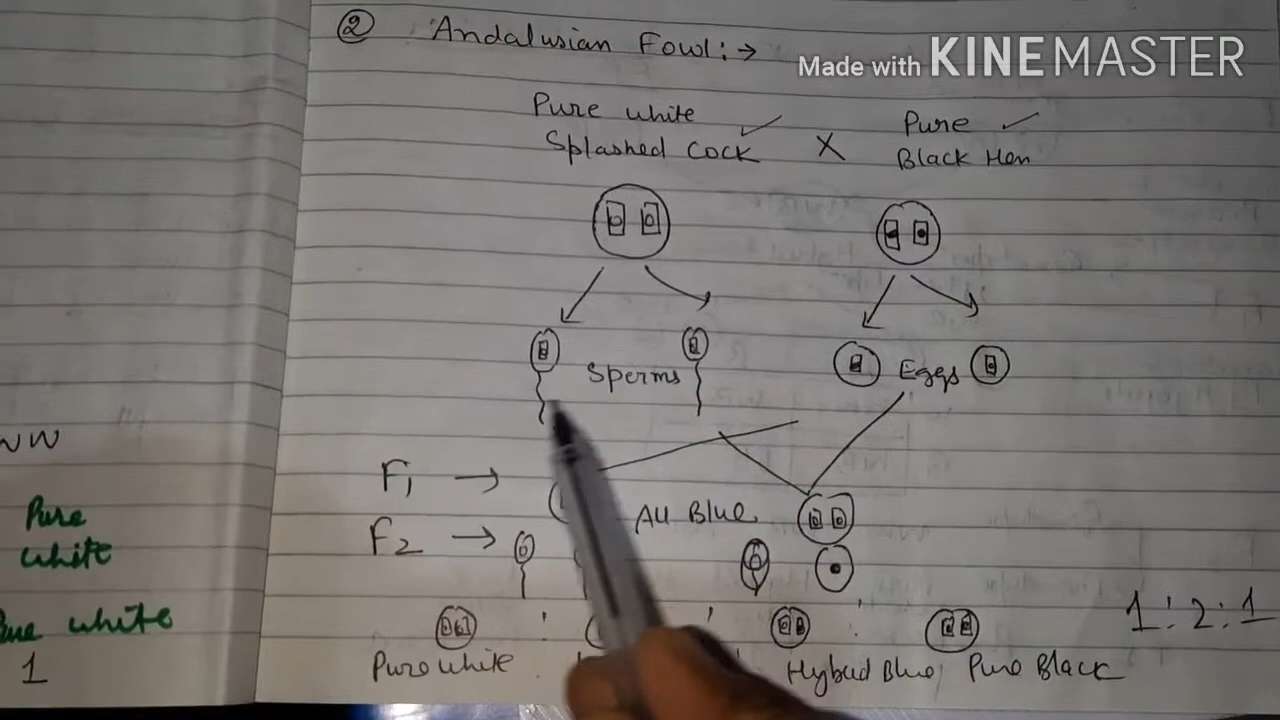 ② Andalusian Fowl:→
Made with KINEMASTER
Pure white
Splashed Cock ✓ X Pure ✓
Black Hen
Sperms
Eggs
WW
F₁ →
All Blue
Pure
white
F₂ →
1:2:1
Pure white
1
Pure white
Hybrid Blue Pure Black